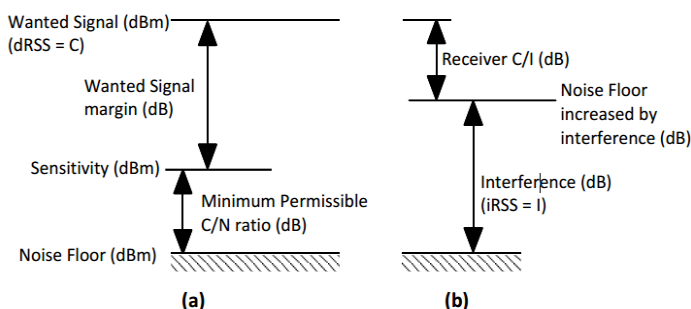 Wanted Signal (dBm)
(dRSS = C)
Wanted Signal
margin (dB)
Sensitivity (dBm)
Minimum Permissible
C/N ratio (dB)
Noise Floor (dBm)
(a)
Receiver C/I (dB)
Noise Floor
increased by
interference (dB)
Interference (dB)
(iRSS = I)
(b)